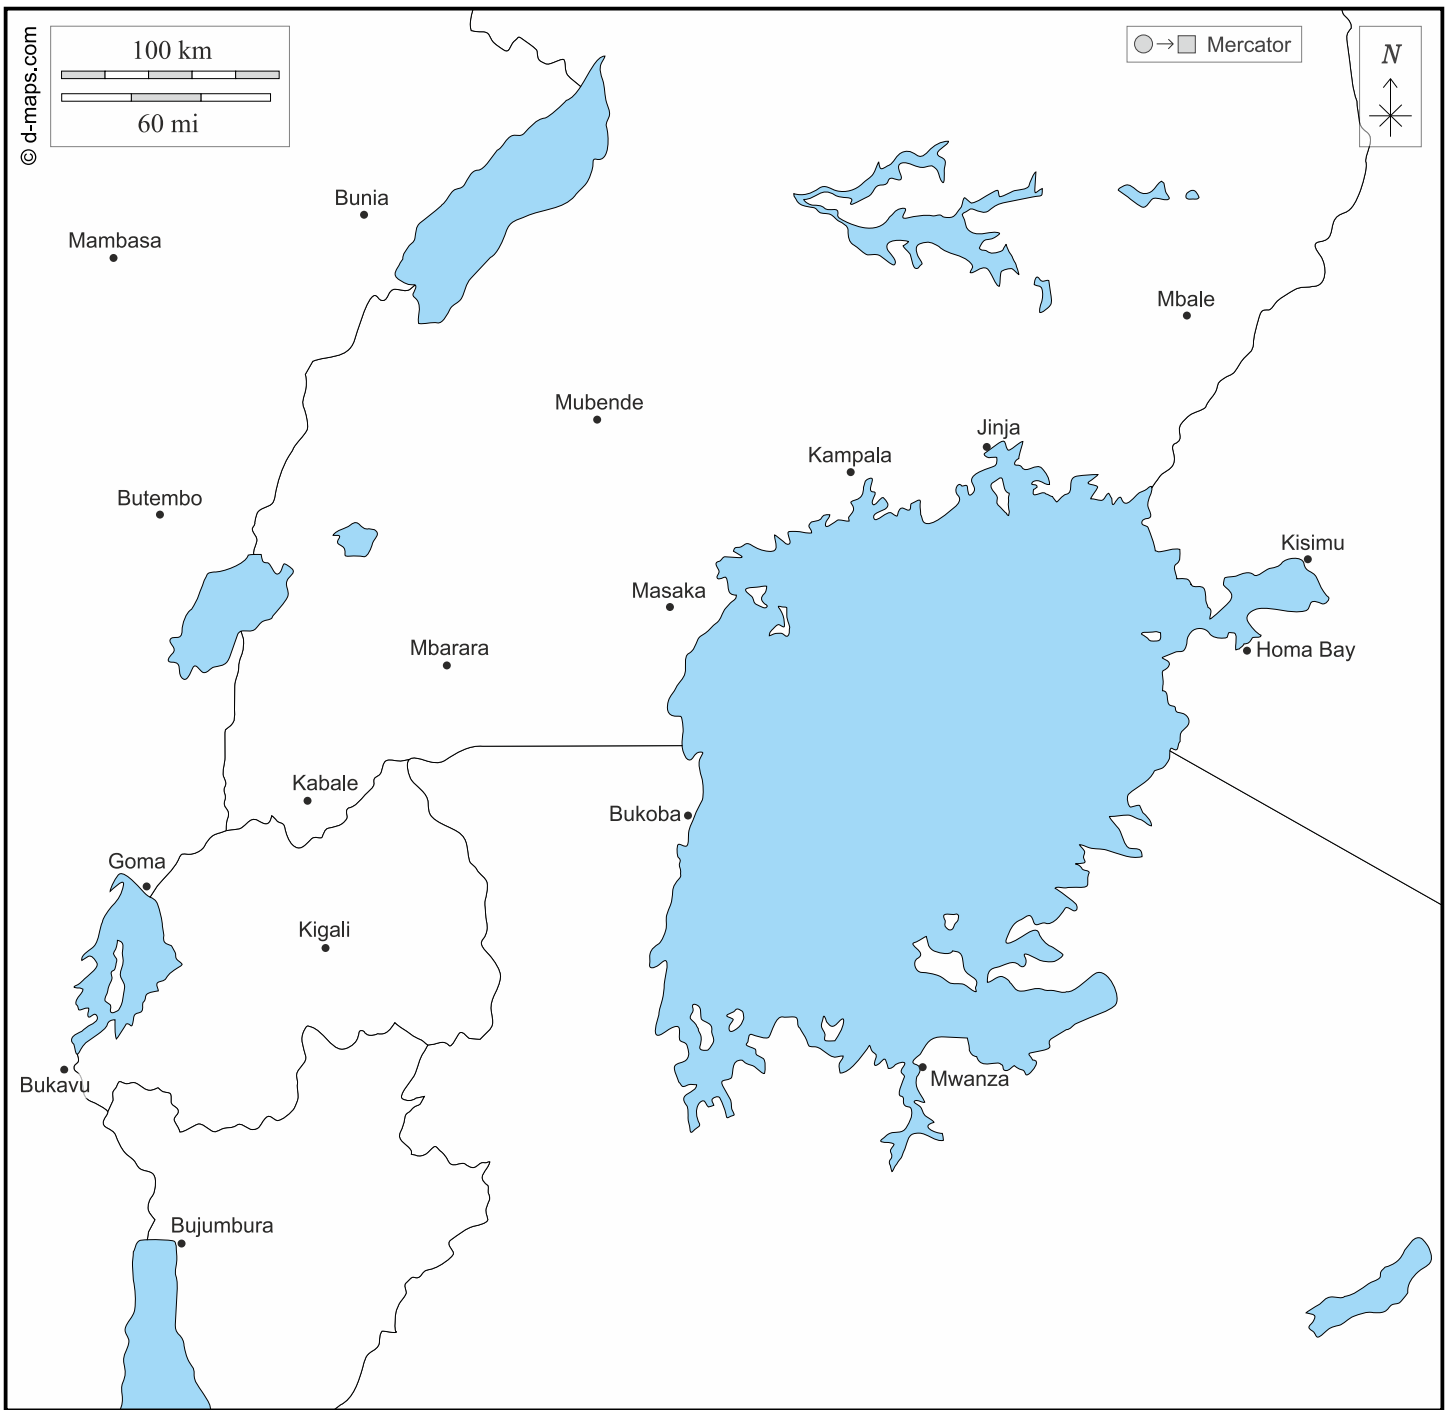 © d-maps.com
100 km
60 mi
Mercator
N
Bunia
Mambasa
Mbale
Mubende
Jinja
Kampala
Butembo
Kisimu
Masaka
Mbarara
Homa Bay
Kabale
Bukoba
Goma
Kigali
Bukavu
Mwanza
Bujumbura